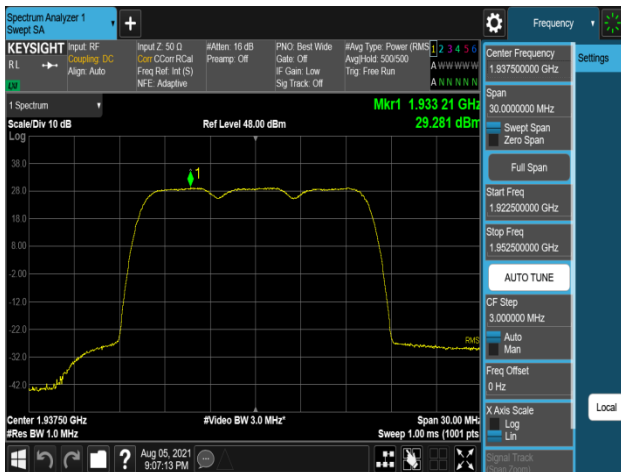 Spectrum Analyzer 1
Swept SA
Frequency
KEYSIGHT
RL
LXI
Input: RF
Coupling: DC
Align: Auto
Input Z: 50 Ω
Corr CCorr RCal
Freq Ref: Int (S)
NFE: Adaptive
#Atten: 16 dB
Preamp: Off
PNO: Best Wide
Gate: Off
IF Gain: Low
Sig Track: Off
#Avg Type: Power (RMS
Avg|Hold: 500/500
Trig: Free Run
1 2 3 4 5 6
A W W W W W
A N N N N N
1 Spectrum
Scale/Div 10 dB
Ref Level 48.00 dBm
Mkr1 1.933 21 GHz
29.281 dBm
Log
38.0
28.0
18.0
8.00
-2.00
-12.0
-22.0
-32.0
-42.0
1
RMS
Center 1.93750 GHz
#Res BW 1.0 MHz
#Video BW 3.0 MHz*
Span 30.00 MHz
Sweep 1.00 ms (1001 pts
Aug 05, 2021
9:07:13 PM
Center Frequency
1.937500000 GHz
Settings
Span
30.0000000 MHz
Swept Span
Zero Span
Full Span
Start Freq
1.922500000 GHz
Stop Freq
1.952500000 GHz
AUTO TUNE
CF Step
3.000000 MHz
Auto
Man
Freq Offset
0 Hz
X Axis Scale
Log
Lin
Local
Signal Track
(Span Zoom)